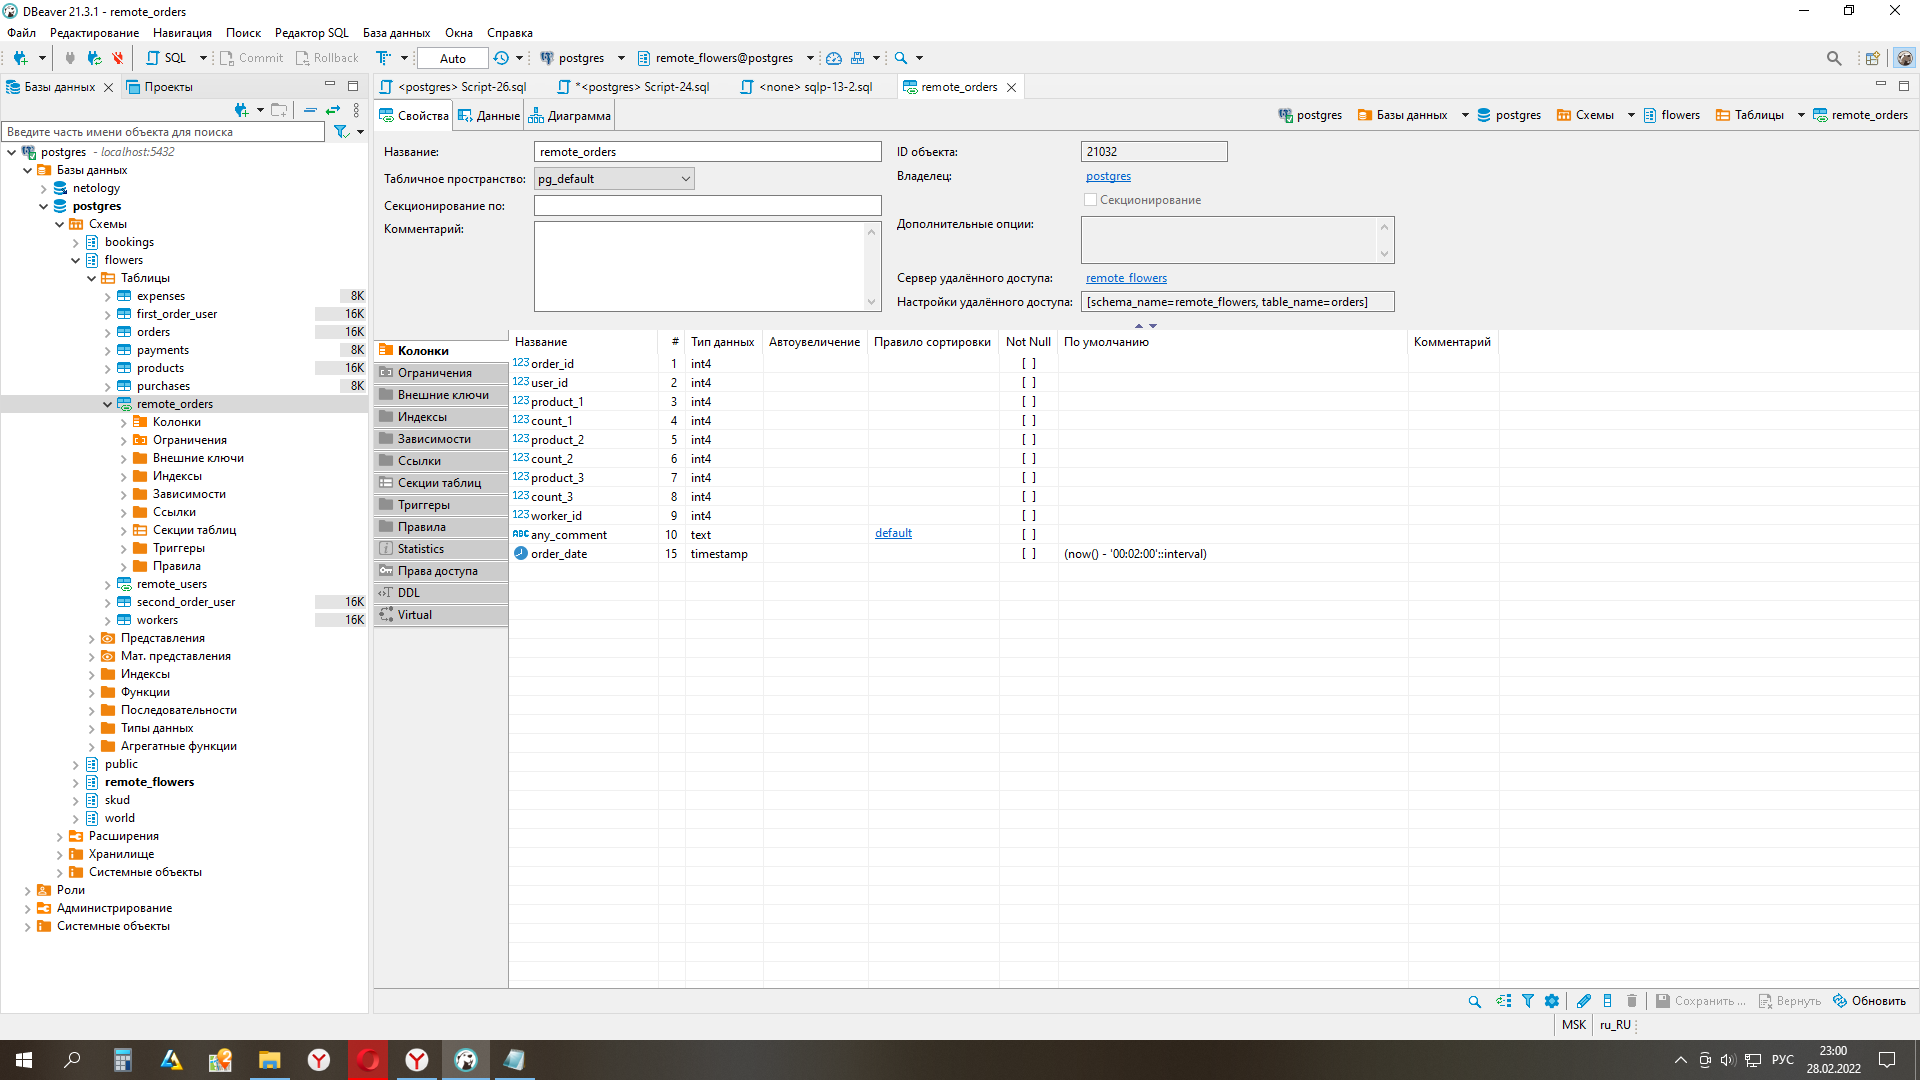 DBeaver 21.3.1 - remote_orders
Файл Редактирование Навигация Поиск Редактор SQL База данных Окна Справка
SQL Commit Rollback Auto postgres remote_flowers@postgres
Базы данных Проекты
Введите часть имени объекта для поиска
postgres - localhost:5432
Базы данных
netology
postgres
Схемы
bookings
flowers
Таблицы
expenses 8K
first_order_user 16K
orders 16K
payments 8K
products 16K
purchases 8K
remote_orders
Колонки
Ограничения
Внешние ключи
Индексы
Зависимости
Ссылки
Секции таблиц
Триггеры
Правила
remote_users
second_order_user 16K
workers 16K
Представления
Мат. представления
Индексы
Функции
Последовательности
Типы данных
Агрегатные функции
public
remote_flowers
skud
world
Расширения
Хранилище
Системные объекты
Роли
Администрирование
Системные объекты
<postgres> Script-26.sql *<postgres> Script-24.sql <none> sqlp-13-2.sql remote_orders
Свойства Данные Диаграмма
postgres Базы данных postgres Схемы flowers Таблицы remote_orders
Название: remote_orders
Табличное пространство: pg_default
Секционирование по:
Комментарий:
ID объекта: 21032
Владелец: postgres
Секционирование
Дополнительные опции:
Сервер удалённого доступа: remote_flowers
Настройки удалённого доступа: [schema_name=remote_flowers, table_name=orders]
Колонки
Ограничения
Внешние ключи
Индексы
Зависимости
Ссылки
Секции таблиц
Триггеры
Правила
Statistics
Права доступа
DDL
Virtual
Название # Тип данных Автоувеличение Правило сортировки Not Null По умолчанию Комментарий
123 order_id 1 int4 [ ]
123 user_id 2 int4 [ ]
123 product_1 3 int4 [ ]
123 count_1 4 int4 [ ]
123 product_2 5 int4 [ ]
123 count_2 6 int4 [ ]
123 product_3 7 int4 [ ]
123 count_3 8 int4 [ ]
123 worker_id 9 int4 [ ]
ABC any_comment 10 text default [ ]
order_date 15 timestamp [ ] (now() - '00:02:00'::interval)
Сохранить ... Вернуть Обновить
MSK ru_RU
РУС 23:00
28.02.2022